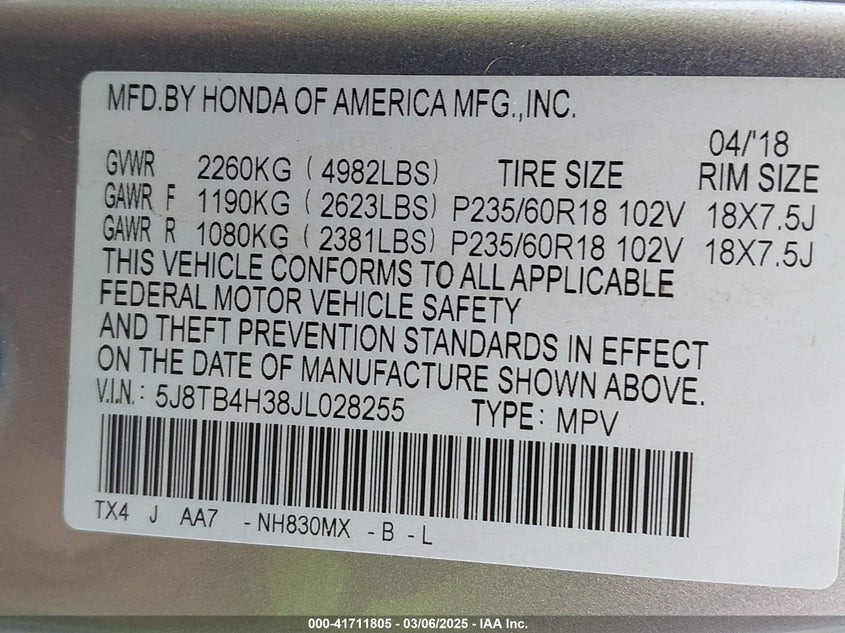 MFD.BY HONDA OF AMERICA MFG.,INC.
04/'18
GVWR 2260KG ( 4982LBS) TIRE SIZE RIM SIZE
GAWR F 1190KG ( 2623LBS) P235/60R18 102V 18X7.5J
GAWR R 1080KG ( 2381LBS) P235/60R18 102V 18X7.5J
THIS VEHICLE CONFORMS TO ALL APPLICABLE
FEDERAL MOTOR VEHICLE SAFETY
AND THEFT PREVENTION STANDARDS IN EFFECT
ON THE DATE OF MANUFACTURE SHOWN ABOVE.
V.I.N.: 5J8TB4H38JL028255 TYPE: MPV
TX4 J AA7 -NH830MX -B -L
000-41711805 - 03/06/2025 - IAA Inc.